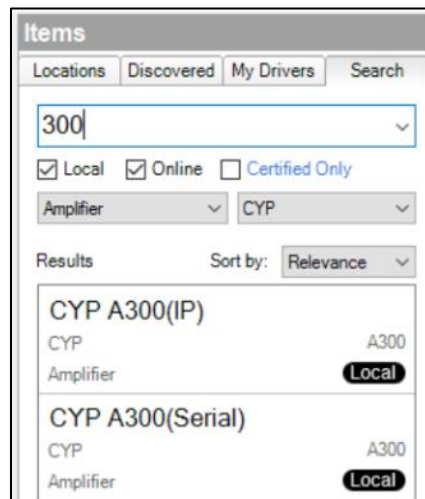 Items
Locations Discovered My Drivers Search
300
Local Online Certified Only
Amplifier CYP
Results Sort by: Relevance
CYP A300(IP)
CYP A300
Amplifier Local
CYP A300(Serial)
CYP A300
Amplifier Local